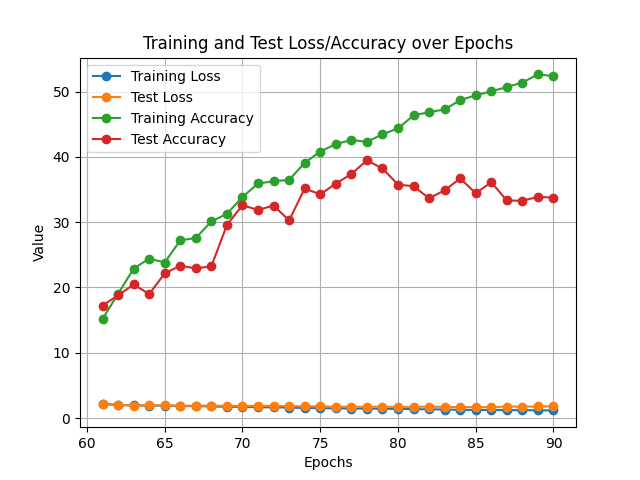 Training and Test Loss/Accuracy over Epochs
Training Loss
Test Loss
Training Accuracy
Test Accuracy
Value
50
40
30
20
10
0
60 65 70 75 80 85 90
Epochs